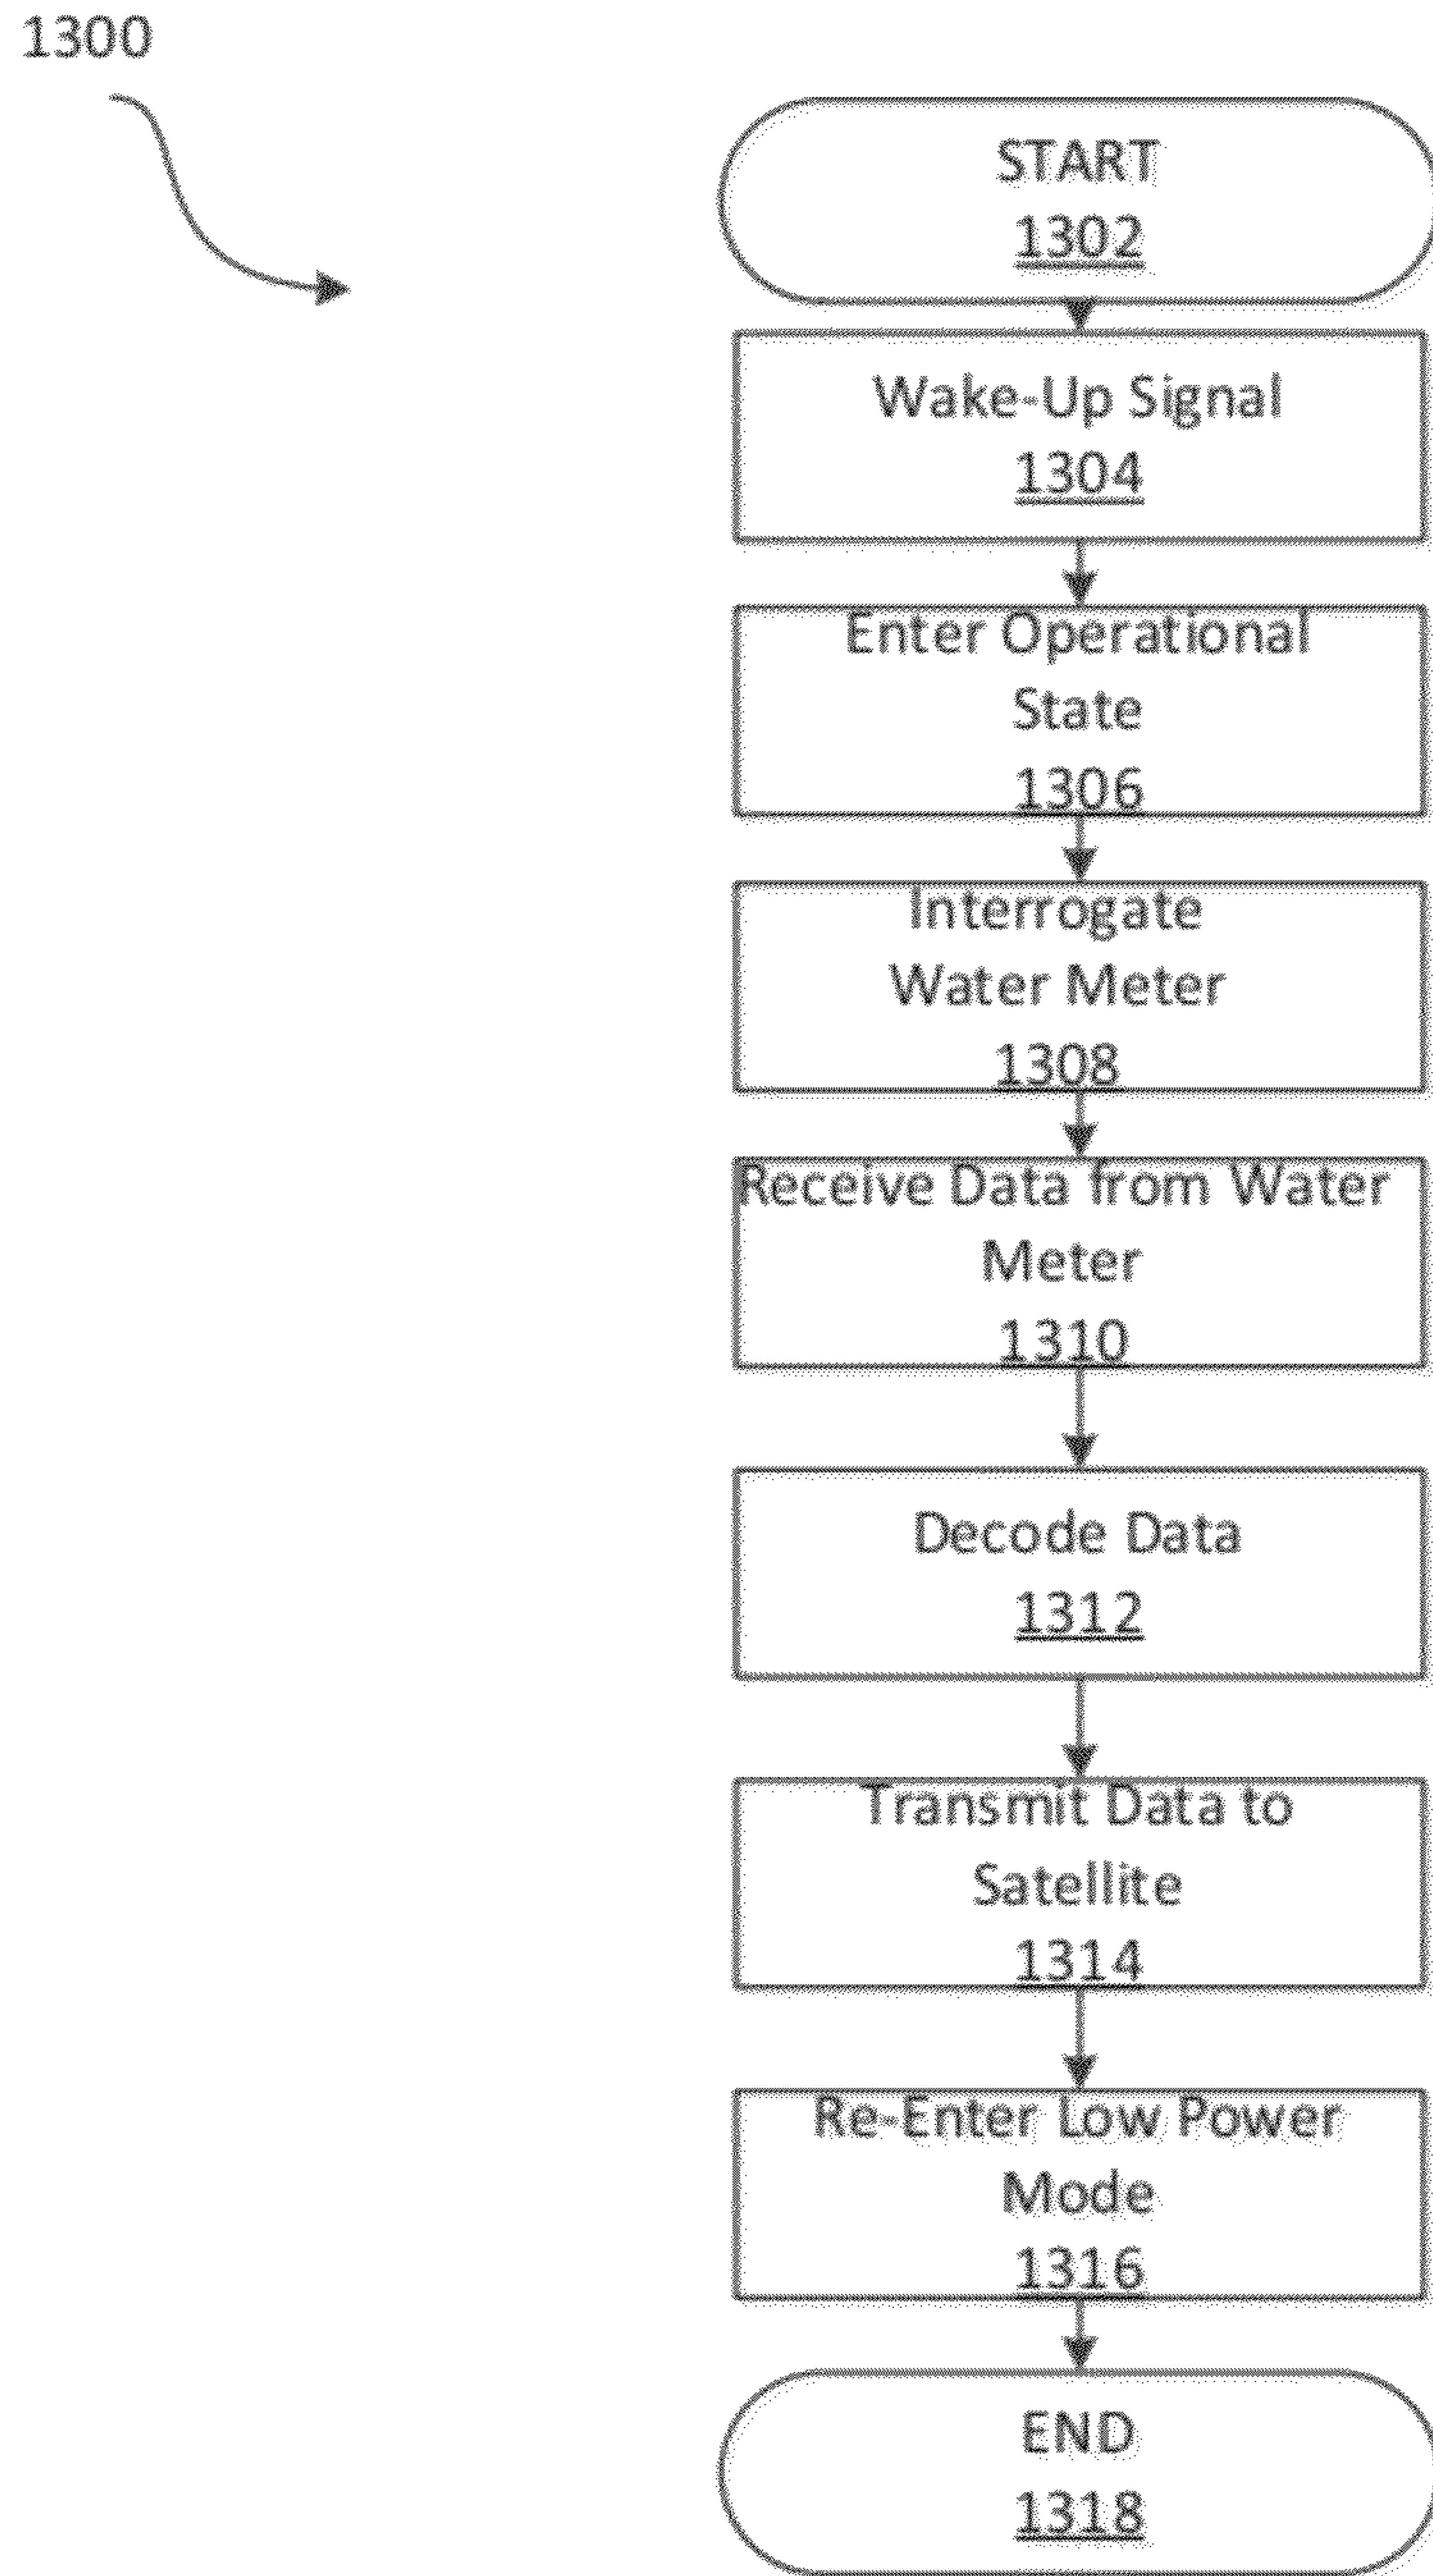 1300
START
1302
Wake-Up Signal
1304
Enter Operational
State
1306
Interrogate
Water Meter
1308
Receive Data from Water
Meter
1310
Decode Data
1312
Transmit Data to
Satellite
1314
Re-Enter Low Power
Mode
1316
END
1318